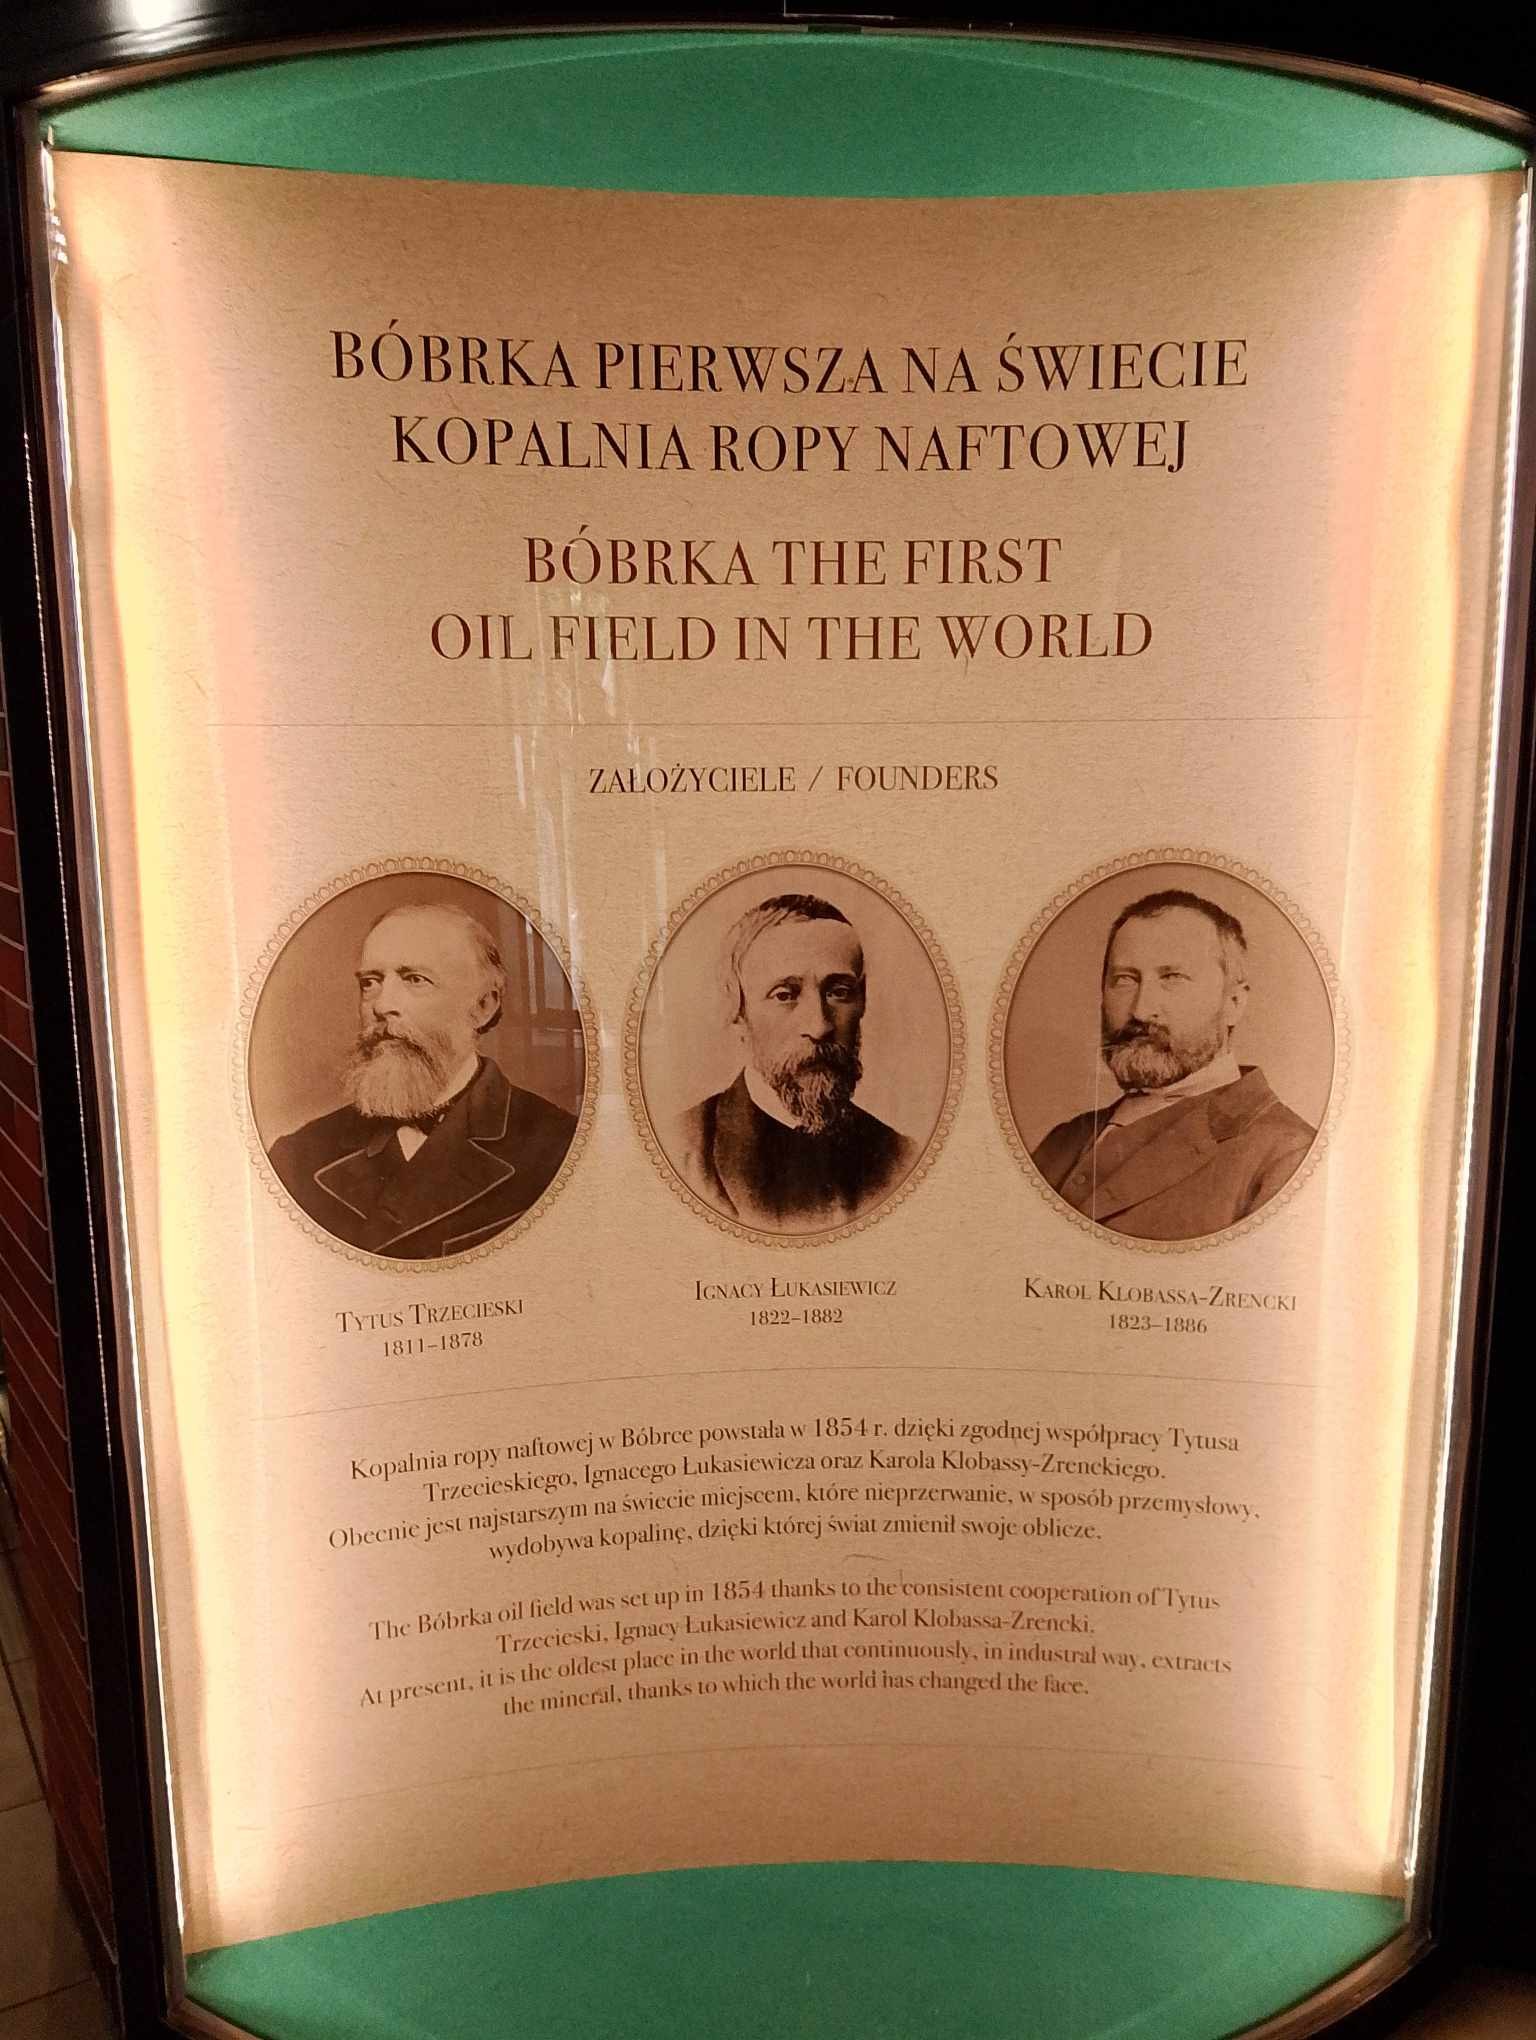 BÓBRKA PIERWSZA NA ŚWIECIE
KOPALNIA ROPY NAFTOWEJ
BÓBRKA THE FIRST
OIL FIELD IN THE WORLD
ZAŁOŻYCIELE / FOUNDERS
TYTUS TRZECIESKI
1811–1878
IGNACY ŁUKASIEWICZ
1822–1882
KAROL KLOBASSA-ZRENCKI
1823–1886
Kopalnia ropy naftowej w Bóbrce powstała w 1854 r. dzięki zgodnej współpracy Tytusa
Trzecieskiego, Ignacego Łukasiewicza oraz Karola Klobassy-Zrenckiego.
Obecnie jest najstarszym na świecie miejscem, które nieprzerwanie, w sposób przemysłowy,
wydobywa kopalinę, dzięki której świat zmienił swoje oblicze.
The Bóbrka oil field was set up in 1854 thanks to the consistent cooperation of Tytus
Trzecieski, Ignacy Łukasiewicz and Karol Klobassa-Zrencki.
At present, it is the oldest place in the world that continuously, in industral way, extracts
the mineral, thanks to which the world has changed the face.